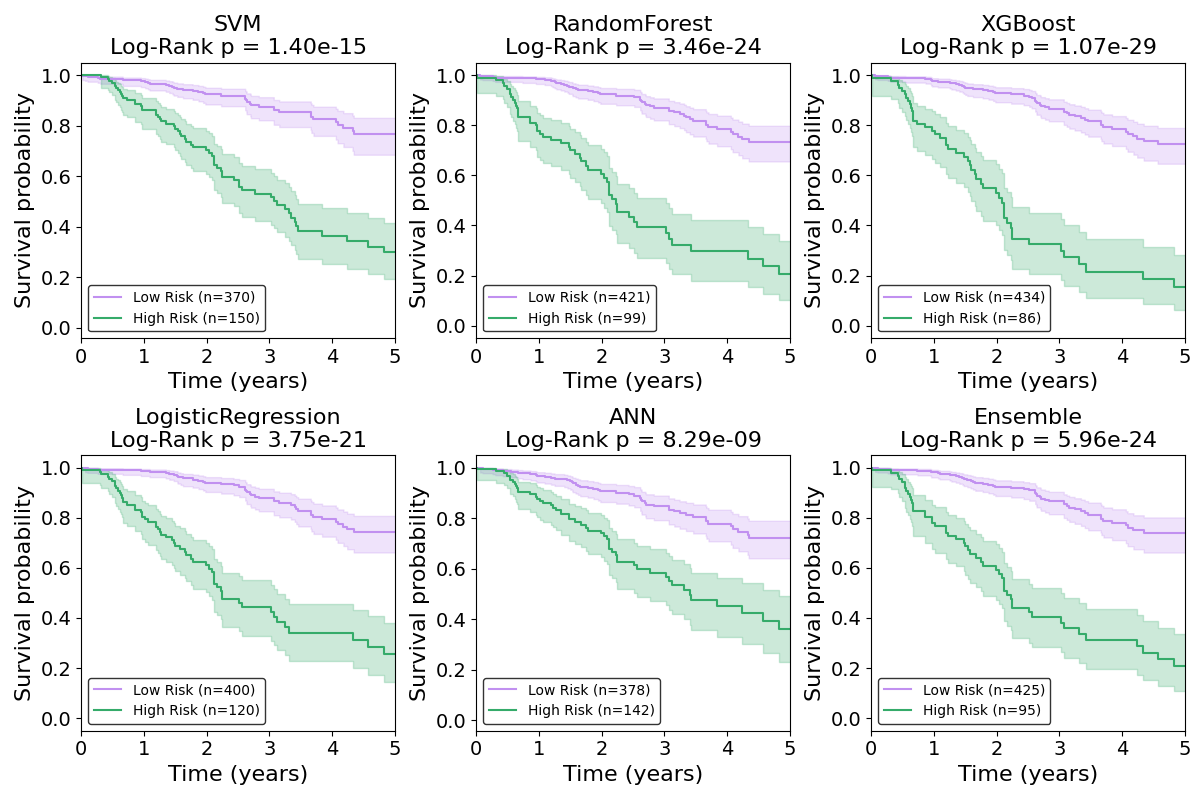 SVM
Log-Rank p = 1.40e-15
Survival probability
1.0
0.8
0.6
0.4
0.2
0.0
Low Risk (n=370)
High Risk (n=150)
0 1 2 3 4 5
Time (years)
RandomForest
Log-Rank p = 3.46e-24
Survival probability
1.0
0.8
0.6
0.4
0.2
0.0
Low Risk (n=421)
High Risk (n=99)
0 1 2 3 4 5
Time (years)
XGBoost
Log-Rank p = 1.07e-29
Survival probability
1.0
0.8
0.6
0.4
0.2
0.0
Low Risk (n=434)
High Risk (n=86)
0 1 2 3 4 5
Time (years)
LogisticRegression
Log-Rank p = 3.75e-21
Survival probability
1.0
0.8
0.6
0.4
0.2
0.0
Low Risk (n=400)
High Risk (n=120)
0 1 2 3 4 5
Time (years)
ANN
Log-Rank p = 8.29e-09
Survival probability
1.0
0.8
0.6
0.4
0.2
0.0
Low Risk (n=378)
High Risk (n=142)
0 1 2 3 4 5
Time (years)
Ensemble
Log-Rank p = 5.96e-24
Survival probability
1.0
0.8
0.6
0.4
0.2
0.0
Low Risk (n=425)
High Risk (n=95)
0 1 2 3 4 5
Time (years)